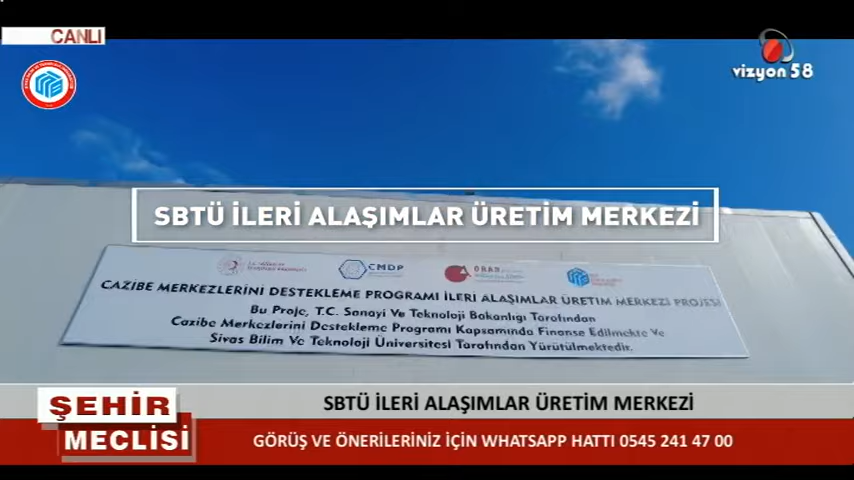 CANLI
vizyon 58
SBTÜ İLERİ ALAŞIMLAR ÜRETİM MERKEZİ
CMDP
ORAN
CAZİBE MERKEZLERİNİ DESTEKLEME PROGRAMI İLERİ ALAŞIMLAR ÜRETİM MERKEZİ PROJESİ
Bu Proje, T.C. Sanayi Ve Teknoloji Bakanlığı Tarafından
Cazibe Merkezlerini Destekleme Programı Kapsamında Finanse Edilmekte Ve
Sivas Bilim Ve Teknoloji Üniversitesi Tarafından Yürütülmektedir.
ŞEHİR
MECLİSİ
SBTÜ İLERİ ALAŞIMLAR ÜRETİM MERKEZİ
GÖRÜŞ VE ÖNERİLERİNİZ İÇİN WHATSAPP HATTI 0545 241 47 00